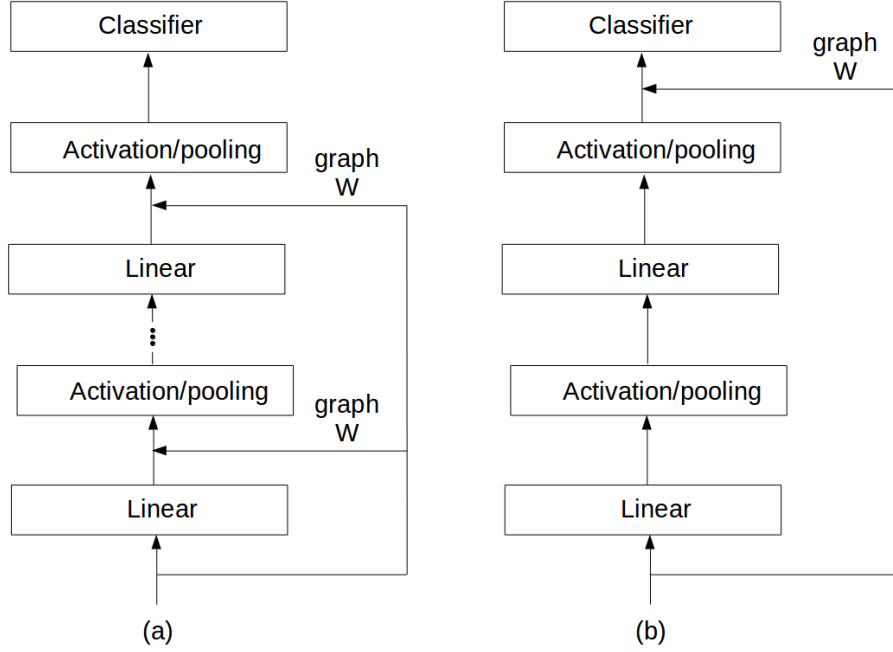 Classifier
Activation/pooling
graph
W
Linear
Activation/pooling
graph
W
Linear
(a)
Classifier
graph
W
Activation/pooling
Linear
Activation/pooling
Linear
(b)